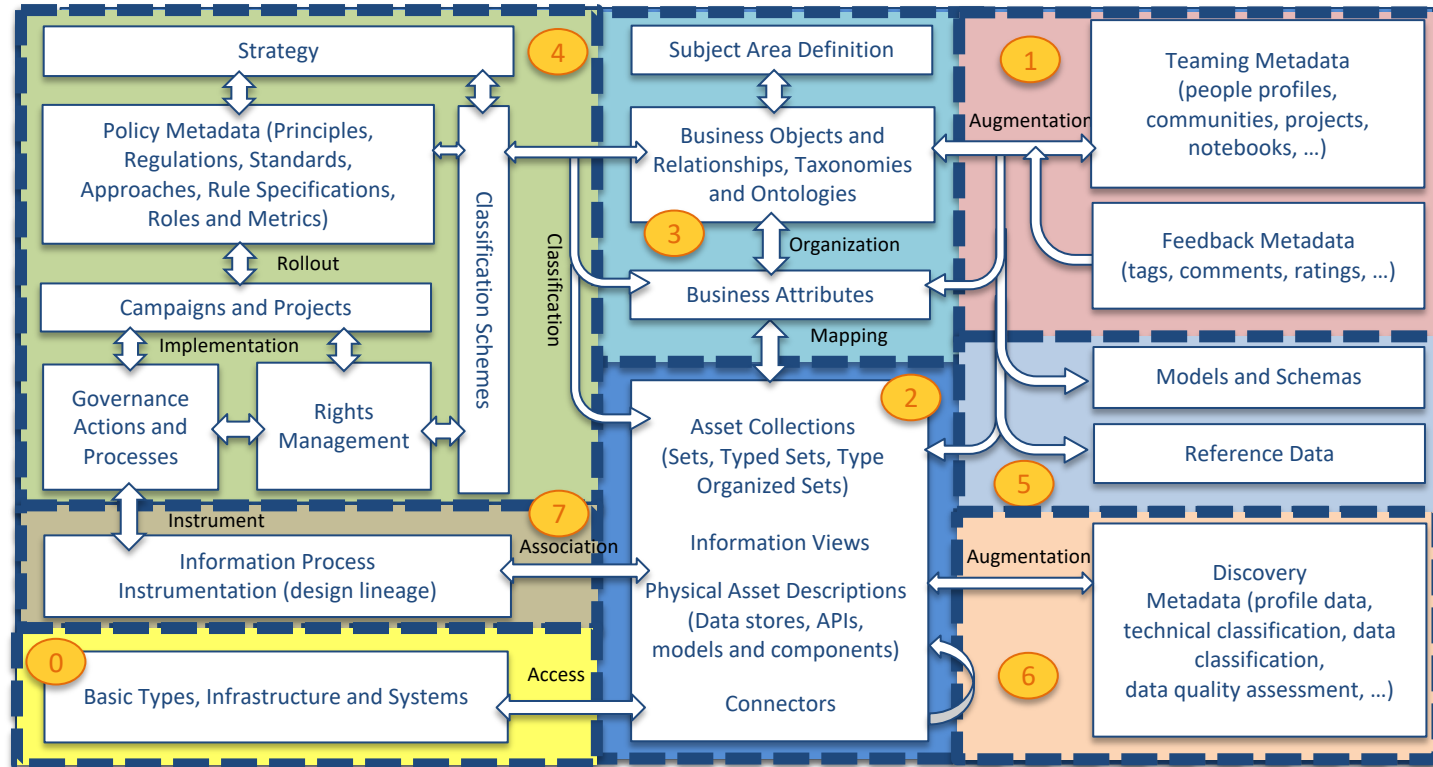 Strategy
4
Policy Metadata (Principles,
Regulations, Standards,
Approaches, Rule Specifications,
Roles and Metrics)
Classification Schemes
Rollout
Campaigns and Projects
Implementation
Governance
Actions and
Processes
Rights
Management
Classification
Subject Area Definition
Business Objects and
Relationships, Taxonomies
and Ontologies
3
Organization
Business Attributes
Mapping
1
Teaming Metadata
(people profiles,
communities, projects,
notebooks, ...)
Augmentation
Feedback Metadata
(tags, comments, ratings, ...)
Models and Schemas
Reference Data
5
2
Asset Collections
(Sets, Typed Sets, Type
Organized Sets)
Information Views
Physical Asset Descriptions
(Data stores, APIs,
models and components)
Connectors
7
Instrument
Association
Information Process
Instrumentation (design lineage)
0
Access
Basic Types, Infrastructure and Systems
Augmentation
Discovery
Metadata (profile data,
technical classification, data
classification,
data quality assessment, ...)
6